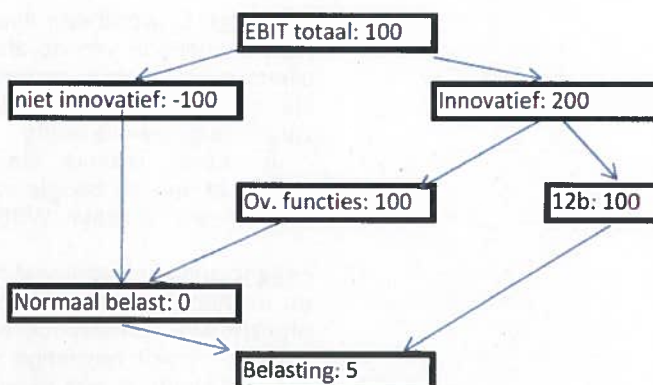 EBIT totaal: 100
niet innovatief: -100
Innovatief: 200
Ov. functies: 100
12b: 100
Normaal belast: 0
Belasting: 5